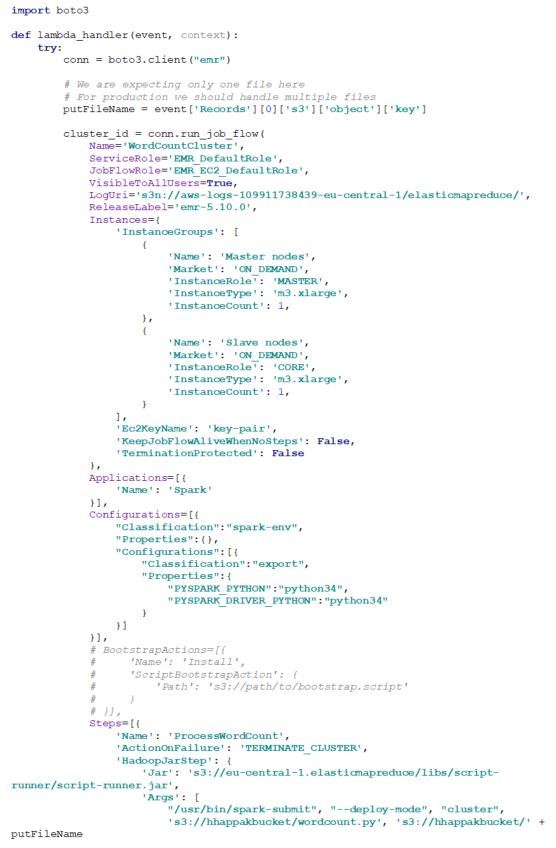 import boto3
def lambda_handler(event, context):
    try:
        conn = boto3.client("emr")
        # We are expecting only one file here
        # For production we should handle multiple files
        putFileName = event['Records'][0]['s3']['object']['key']
        cluster_id = conn.run_job_flow(
            Name='WordCountCluster',
            ServiceRole='EMR_DefaultRole',
            JobFlowRole='EMR_EC2_DefaultRole',
            VisibleToAllUsers=True,
            LogUri='s3n://aws-logs-109911738439-eu-central-1/elasticmapreduce/',
            ReleaseLabel='emr-5.10.0',
            Instances={
                'InstanceGroups': [
                    {
                        'Name': 'Master nodes',
                        'Market': 'ON_DEMAND',
                        'InstanceRole': 'MASTER',
                        'InstanceType': 'm3.xlarge',
                        'InstanceCount': 1,
                    },
                    {
                        'Name': 'Slave nodes',
                        'Market': 'ON_DEMAND',
                        'InstanceRole': 'CORE',
                        'InstanceType': 'm3.xlarge',
                        'InstanceCount': 1,
                    }
                ],
                'Ec2KeyName': 'key-pair',
                'KeepJobFlowAliveWhenNoSteps': False,
                'TerminationProtected': False
            },
            Applications=[{
                'Name': 'Spark'
            }],
            Configurations=[{
                "Classification":"spark-env",
                "Properties":{},
                "Configurations":[{
                    "Classification":"export",
                    "Properties":{
                        "PYSPARK_PYTHON":"python34",
                        "PYSPARK_DRIVER_PYTHON":"python34"
                    }
                }]
            }],
            # BootstrapActions=[{
            #     'Name': 'Install',
            #     'ScriptBootstrapAction': {
            #         'Path': 's3://path/to/bootstrap.script'
            #     }
            # }],
            Steps=[{
                'Name': 'ProcessWordCount',
                'ActionOnFailure': 'TERMINATE_CLUSTER',
                'HadoopJarStep': {
                    'Jar': 's3://eu-central-1.elasticmapreduce/libs/script-
runner/script-runner.jar',
                    'Args': [
                        "/usr/bin/spark-submit", "--deploy-mode", "cluster",
                        's3://hhappakbucket/wordcount.py', 's3://hhappakbucket/' +
putFileName